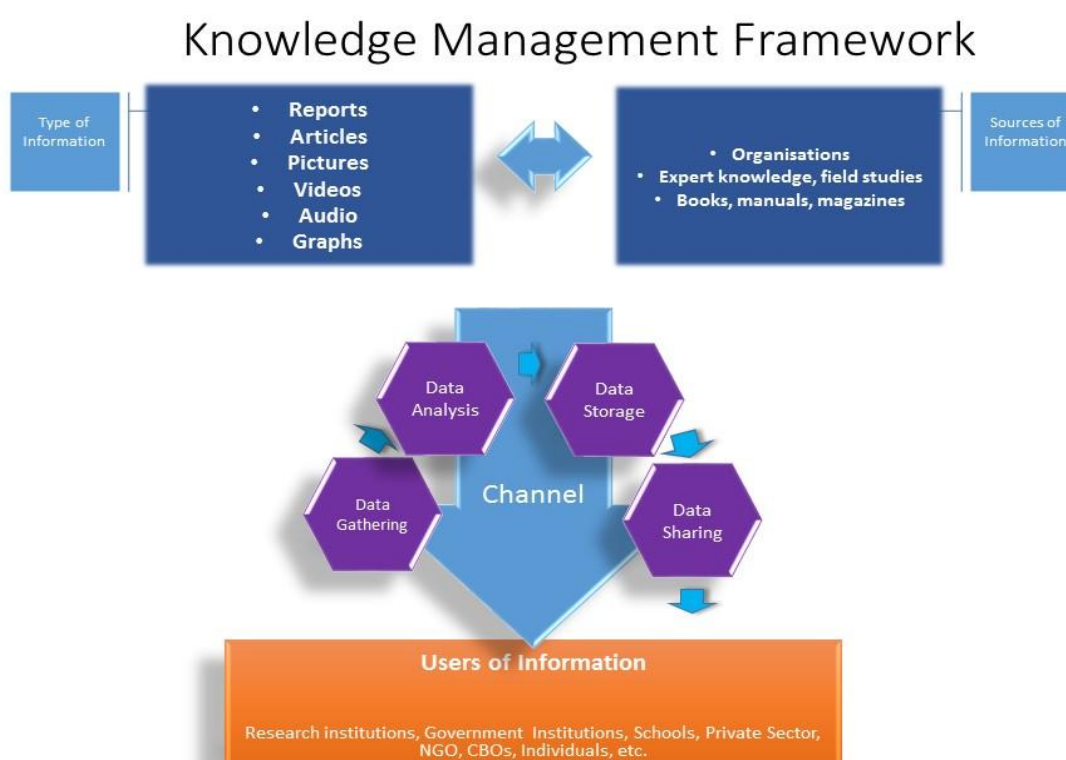 Knowledge Management Framework
Type of
Information
• Reports
• Articles
• Pictures
• Videos
• Audio
• Graphs
• Organisations
• Expert knowledge, field studies
• Books, manuals, magazines
Sources of
Information
Data
Gathering
Data
Analysis
Data
Storage
Data
Sharing
Channel
Users of Information
Research institutions, Government Institutions, Schools, Private Sector,
NGO, CBOs, Individuals, etc.